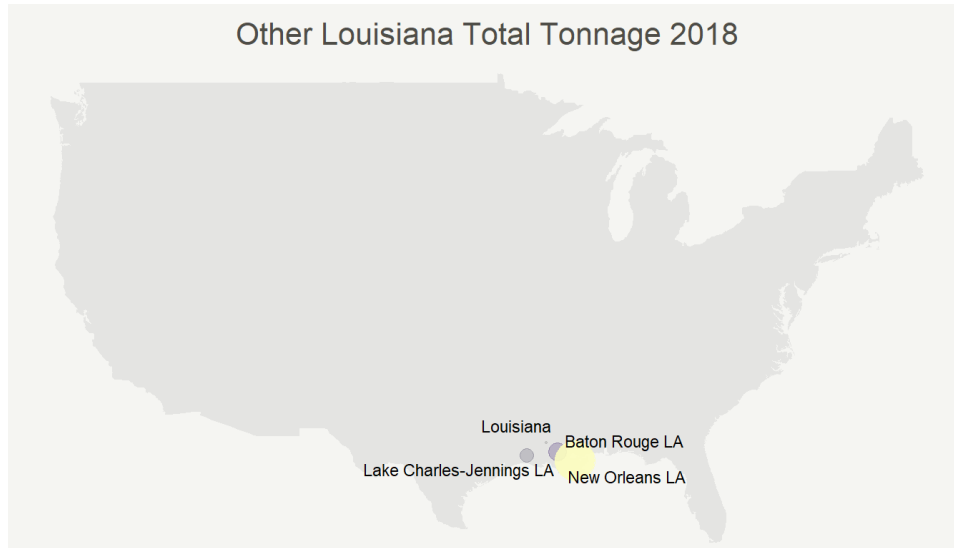 Other Louisiana Total Tonnage 2018
Louisiana
Baton Rouge LA
Lake Charles-Jennings LA
New Orleans LA